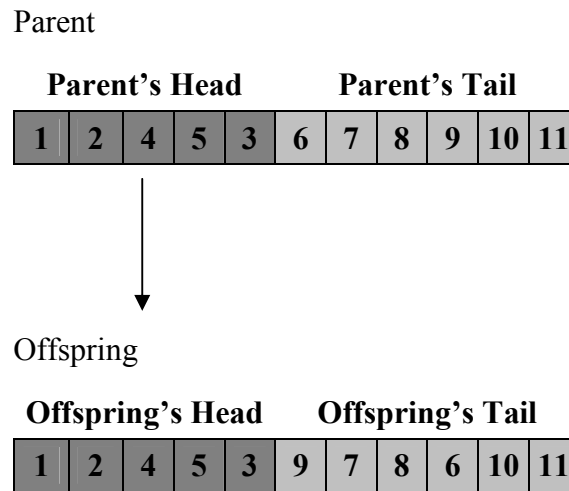 Parent
Parent’s Head Parent’s Tail
1 2 4 5 3 6 7 8 9 10 11
Offspring
Offspring’s Head Offspring’s Tail
1 2 4 5 3 9 7 8 6 10 11